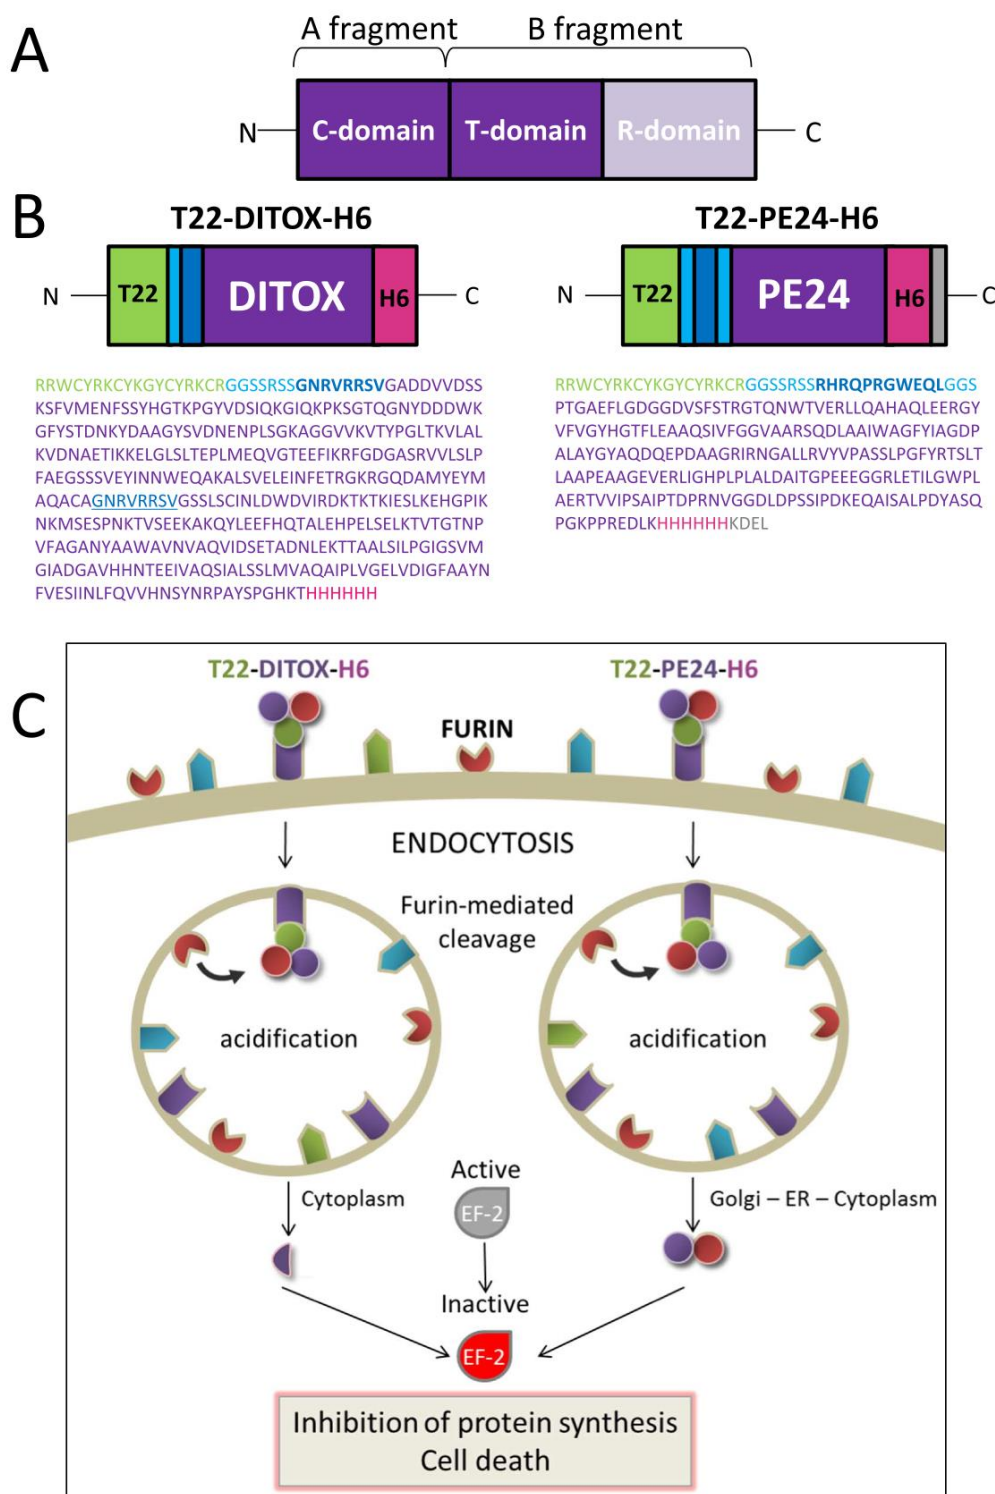 A
A fragment
B fragment
N
C-domain
T-domain
R-domain
C
B
T22-DITOX-H6
T22-PE24-H6
N
T22
DITOX
H6
C
N
T22
PE24
H6
C
RRWCYRKCYKGYCYRKCRGGSSRSSGNRVRRSVGADDVVDSS
KSFVMENFSSYHGTKPGYVDSIQKGIQKPKSGTQGNYDDDWK
GFYSTDNKYDAAGYSVDNENPLSGKAGGVVKVTYPGLTKVLAL
KVDNAETIKKELGLSLTEPLMEQVGTEEFIKRFGDGASRVVLSLP
FAEGSSSVEYINNWEQAKALSVELEINFETRGKRGQDAMYEYM
AQACAGNRVRRSVGSSLSCINLDWDVIRDKTKTKIESLKEHGPIK
NKMSESPNKTVSEEKAKQYLEEFHQTALEHPELSELKTVTGTNP
VFAGANYAAWAVNVAQVIDSETADNLEKTTAALSILPGIGSVM
GIADGAVHHNTEEIVAQSIALSSLMVAQAIPLVGELVDIGFAAYN
FVESIINLFQVVHNSYNRPAYSPGHKTHHHHHH
RRWCYRKCYKGYCYRKCRGGSSRSSRHRQPRGWEQLGGS
PTGAEFLGDGGDVSFSTRGTQNWTVERLLQAHAQLEERGY
VFVGYHGTFLEAAQSIVFGGVAARSQDLAAIWAGFYIAGDP
ALAYGYAQDQEPDAAGRIRNGALLRVYVPASSLPGFYRTSLT
LAAPEAAGEVERLIGHPLPLALDAITGPEEEGGRLETILGWPL
AERTVVIPSAIPTDPRNVGGDLDPSSIPDKEQAISALPDYASQ
PGKPPREDLKHHHHHHKDEL
C
T22-DITOX-H6
T22-PE24-H6
FURIN
ENDOCYTOSIS
Furin-mediated
cleavage
acidification
acidification
Cytoplasm
Active
EF-2
Golgi – ER – Cytoplasm
Inactive
EF-2
Inhibition of protein synthesis
Cell death